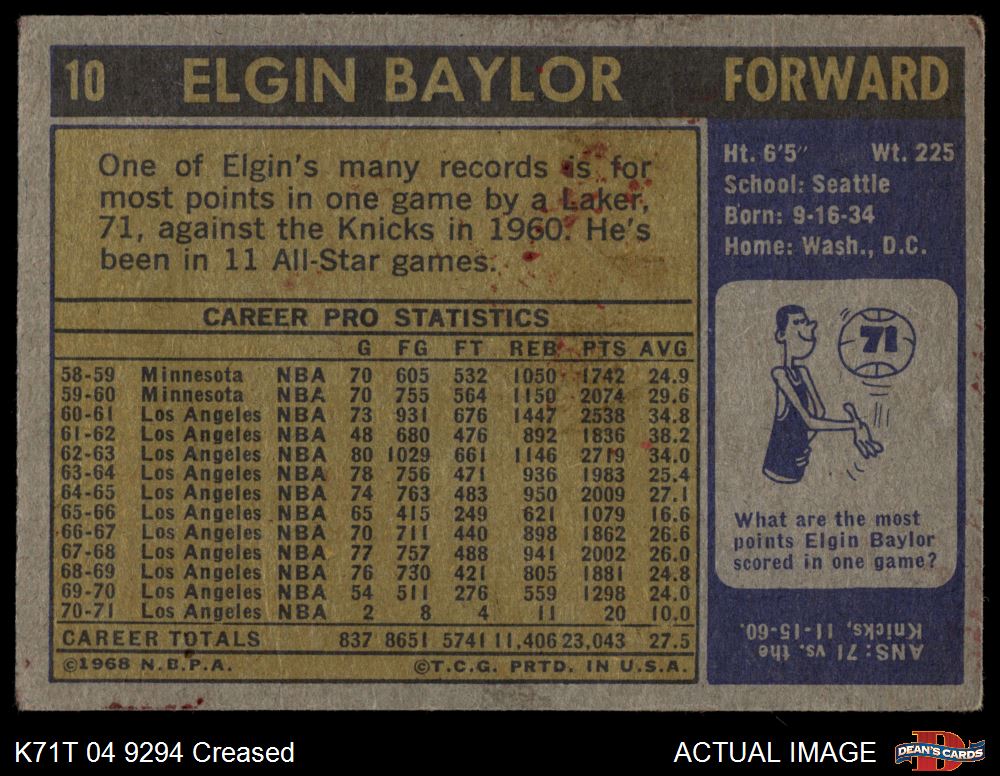 10 ELGIN BAYLOR FORWARD
One of Elgin's many records is for
most points in one game by a Laker,
71, against the Knicks in 1960. He's
been in 11 All-Star games.
CAREER PRO STATISTICS
G FG FT REB PTS AVG
58-59 Minnesota NBA 70 605 532 1050 1742 24.9
59-60 Minnesota NBA 70 755 564 1150 2074 29.6
60-61 Los Angeles NBA 73 931 676 1447 2538 34.8
61-62 Los Angeles NBA 48 680 476 892 1836 38.2
62-63 Los Angeles NBA 80 1029 661 1146 2719 34.0
63-64 Los Angeles NBA 78 756 471 936 1983 25.4
64-65 Los Angeles NBA 74 763 483 950 2009 27.1
65-66 Los Angeles NBA 65 415 249 621 1079 16.6
66-67 Los Angeles NBA 70 711 440 898 1862 26.6
67-68 Los Angeles NBA 77 757 488 941 2002 26.0
68-69 Los Angeles NBA 76 730 421 805 1881 24.8
69-70 Los Angeles NBA 54 511 276 559 1298 24.0
70-71 Los Angeles NBA 2 8 4 11 20 10.0
CAREER TOTALS 837 8651 5741 11,406 23,043 27.5
©1968 N.B.P.A. ©T.C.G. PRTD. IN U.S.A.
Ht. 6'5" Wt. 225
School: Seattle
Born: 9-16-34
Home: Wash., D.C.
71
What are the most
points Elgin Baylor
scored in one game?
ANS: 71 vs. the
Knicks, 11-15-60.
K71T 04 9294 Creased
ACTUAL IMAGE
D
DEAN'S CARDS